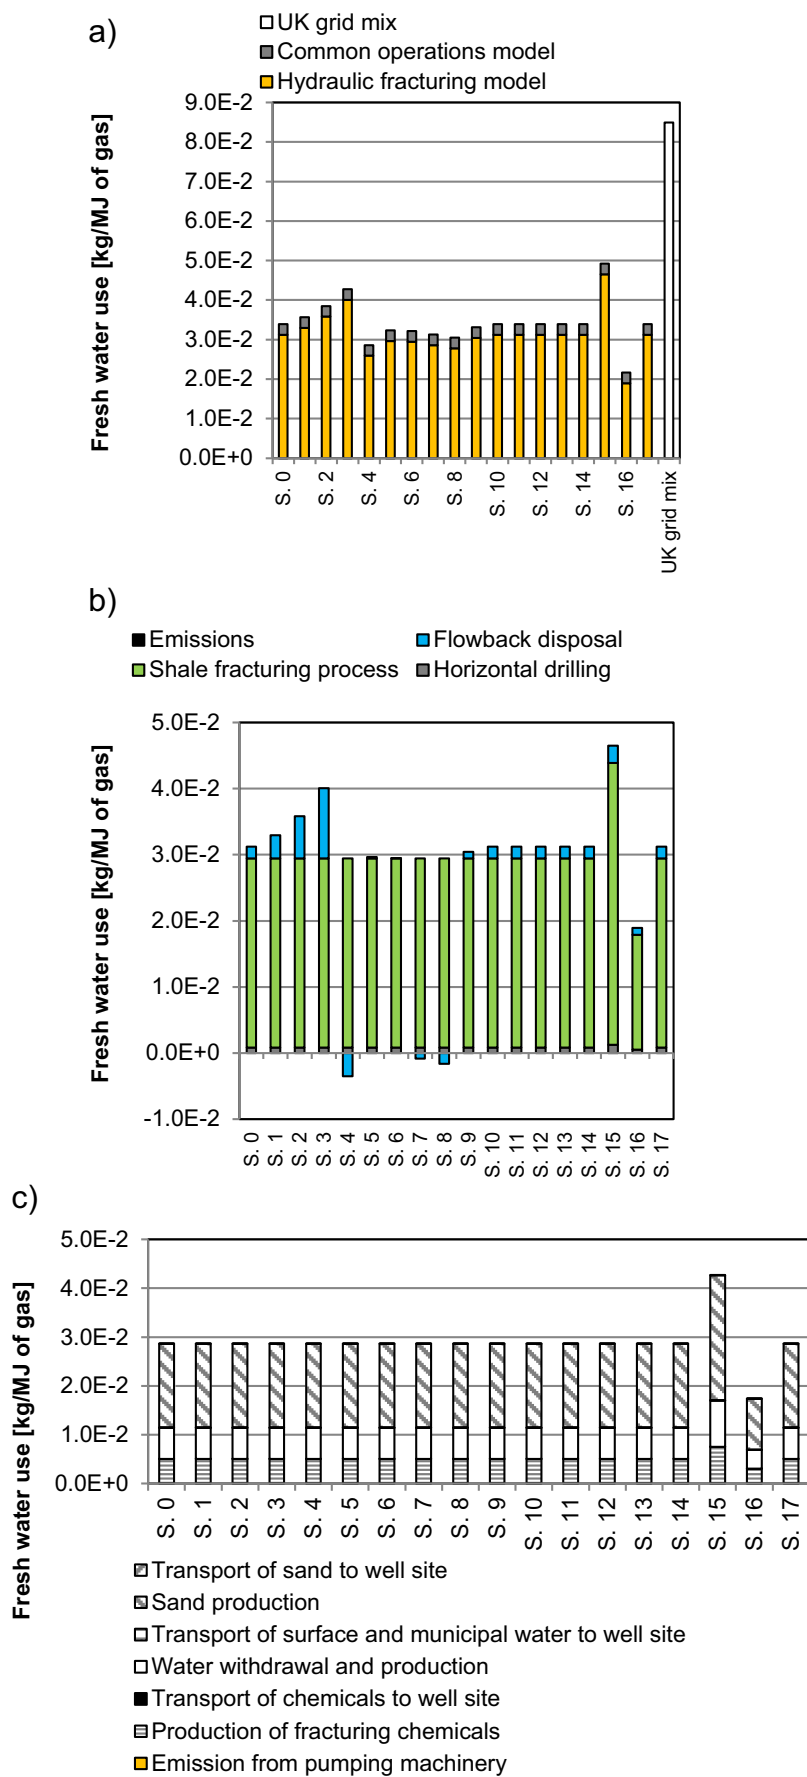 a)
UK grid mix
Common operations model
Hydraulic fracturing model
Fresh water use [kg/MJ of gas]
9.0E-2
8.0E-2
7.0E-2
6.0E-2
5.0E-2
4.0E-2
3.0E-2
2.0E-2
1.0E-2
0.0E+0
S. 0
S. 2
S. 4
S. 6
S. 8
S. 10
S. 12
S. 14
S. 16
UK grid mix
b)
Emissions
Flowback disposal
Shale fracturing process
Horizontal drilling
Fresh water use [kg/MJ of gas]
5.0E-2
4.0E-2
3.0E-2
2.0E-2
1.0E-2
0.0E+0
-1.0E-2
S. 0
S. 1
S. 2
S. 3
S. 4
S. 5
S. 6
S. 7
S. 8
S. 9
S. 10
S. 11
S. 12
S. 13
S. 14
S. 15
S. 16
S. 17
c)
Fresh water use [kg/MJ of gas]
5.0E-2
4.0E-2
3.0E-2
2.0E-2
1.0E-2
0.0E+0
S. 0
S. 1
S. 2
S. 3
S. 4
S. 5
S. 6
S. 7
S. 8
S. 9
S. 10
S. 11
S. 12
S. 13
S. 14
S. 15
S. 16
S. 17
Transport of sand to well site
Sand production
Transport of surface and municipal water to well site
Water withdrawal and production
Transport of chemicals to well site
Production of fracturing chemicals
Emission from pumping machinery